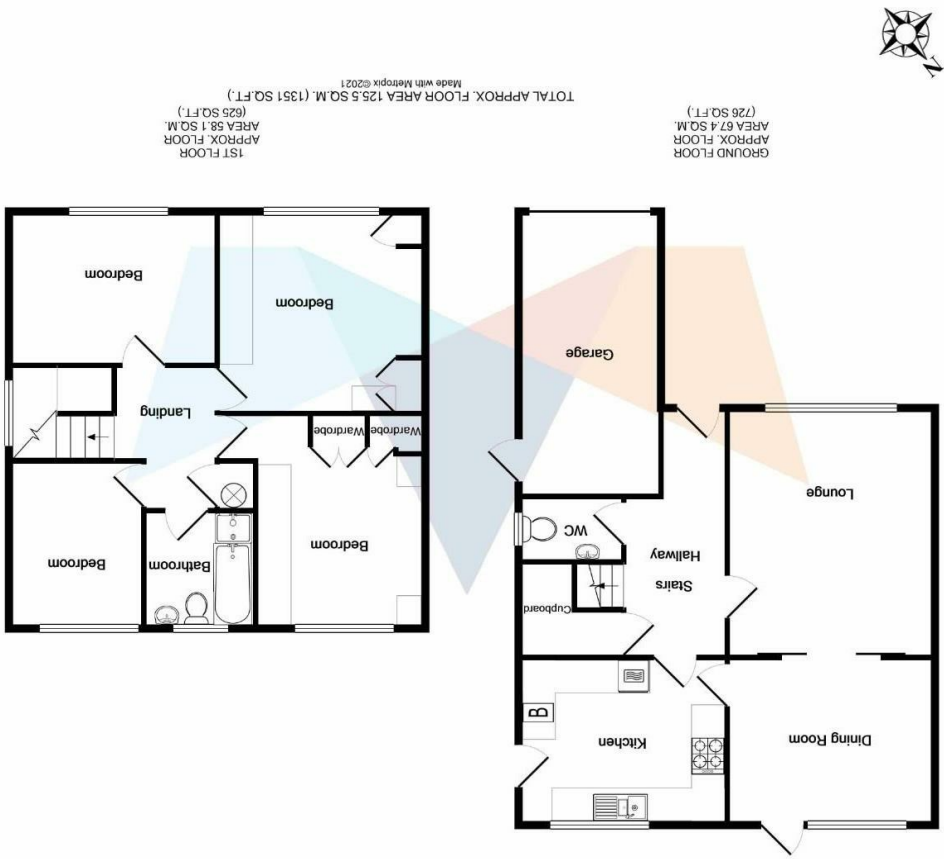 Dining Room
Kitchen
B
Cupboard
Stairs
Hallway
WC
Lounge
Garage
Bedroom
Bathroom
Bedroom
Wardrobe
Wardrobe
Landing
Bedroom
Bedroom
GROUND FLOOR
APPROX. FLOOR
AREA 67.4 SQ.M.
(726 SQ.FT.)
1ST FLOOR
APPROX. FLOOR
AREA 58.1 SQ.M.
(625 SQ.FT.)
TOTAL APPROX. FLOOR AREA 125.5 SQ.M. (1351 SQ.FT.)
Made with Metropix ©2021
N